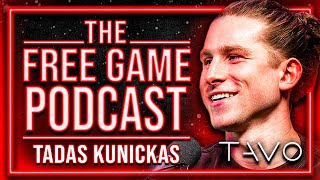 THE
FREE GAME
PODCAST
TADAS KUNICKAS
TAVO